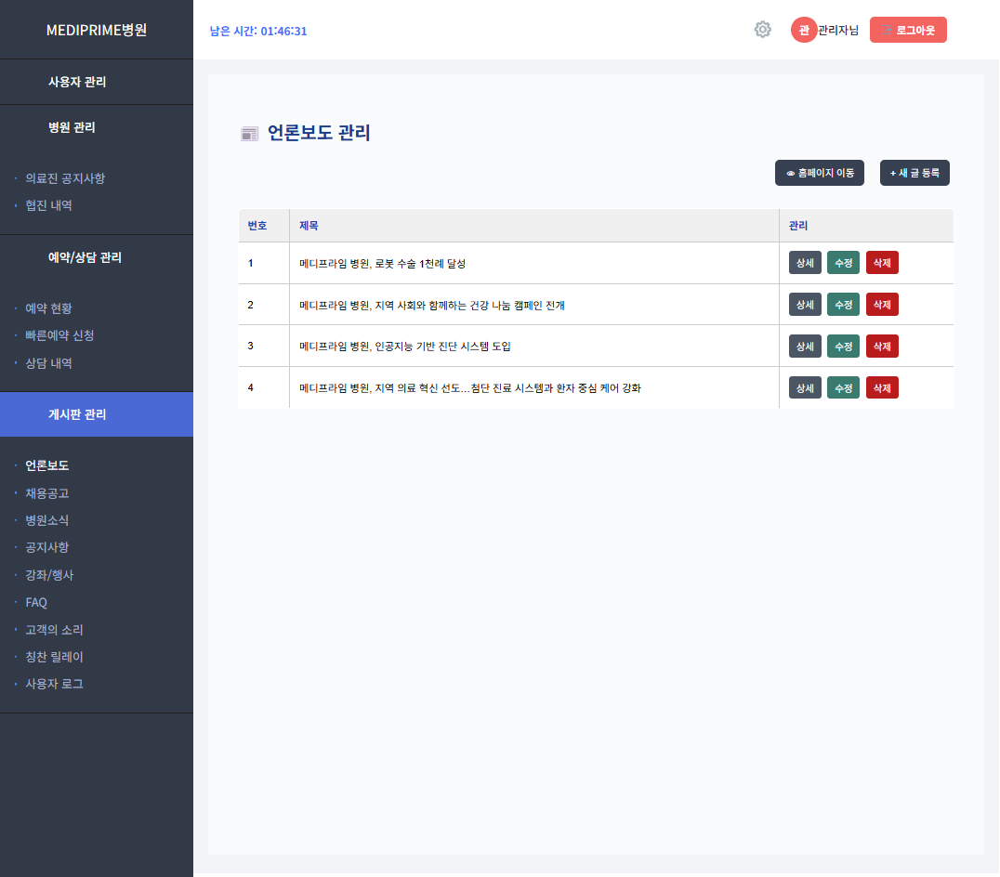 MEDIPRIME병원
남은 시간: 01:46:31
관 관리자님 로그아웃
사용자 관리
병원 관리
· 의료진 공지사항
· 협진 내역
예약/상담 관리
· 예약 현황
· 빠른예약 신청
· 상담 내역
게시판 관리
· 언론보도
· 채용공고
· 병원소식
· 공지사항
· 강좌/행사
· FAQ
· 고객의 소리
· 칭찬 릴레이
· 사용자 로그
언론보도 관리
홈페이지 이동 + 새 글 등록
번호 제목 관리
1 메디프라임 병원, 로봇 수술 1천례 달성 상세 수정 삭제
2 메디프라임 병원, 지역 사회와 함께하는 건강 나눔 캠페인 전개 상세 수정 삭제
3 메디프라임 병원, 인공지능 기반 진단 시스템 도입 상세 수정 삭제
4 메디프라임 병원, 지역 의료 혁신 선도…첨단 진료 시스템과 환자 중심 케어 강화 상세 수정 삭제